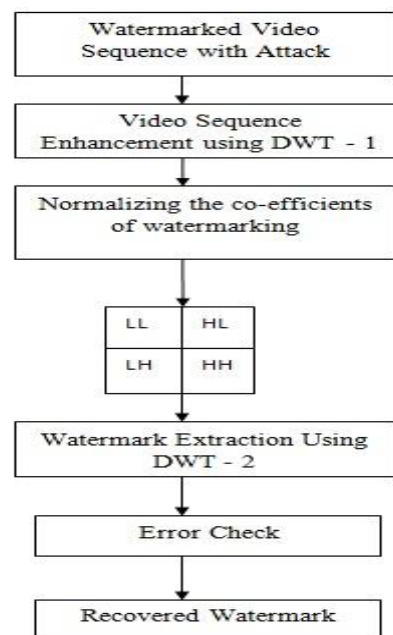 Watermarked Video
Sequence with Attack
Video Sequence
Enhancement using DWT - 1
Normalizing the co-efficients
of watermarking
LL HL
LH HH
Watermark Extraction Using
DWT - 2
Error Check
Recovered Watermark